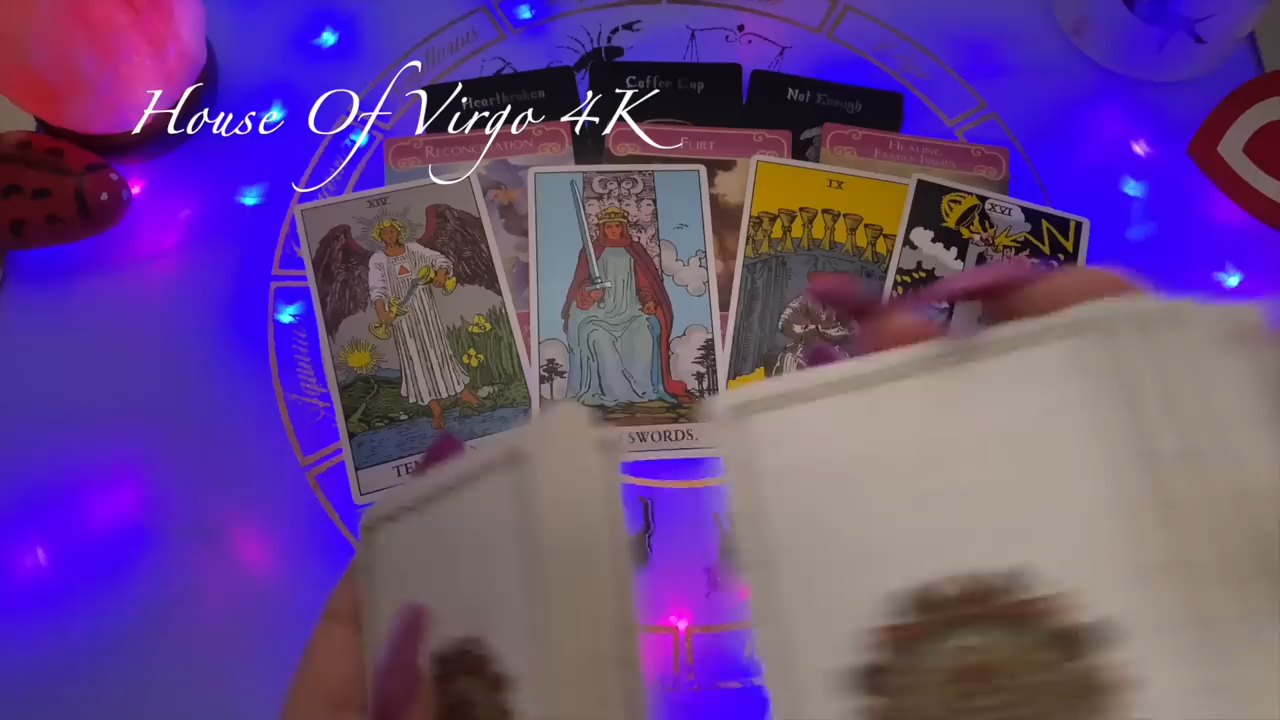 House Of Virgo 4K
Heartbroken
Coffee Cup
Not Enough
RECONCILIATION
FLIRT
HEALING
FAMILY ISSUES
XIV
IX
XVI
SWORDS.